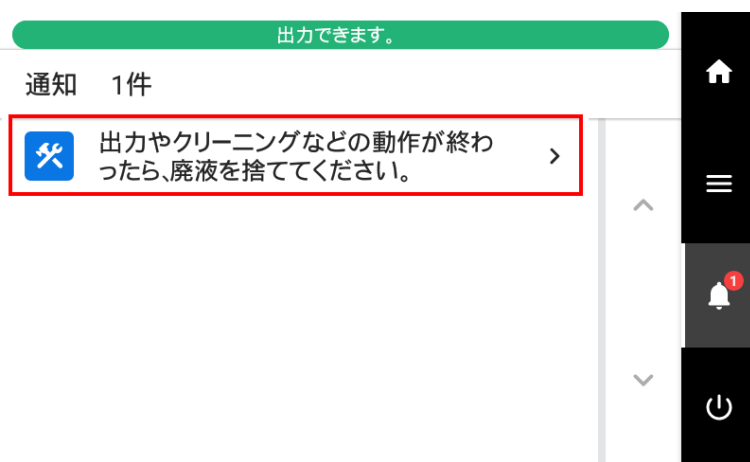 出力できます。
通知 1件
出力やクリーニングなどの動作が終わ
ったら、廃液を捨ててください。
1